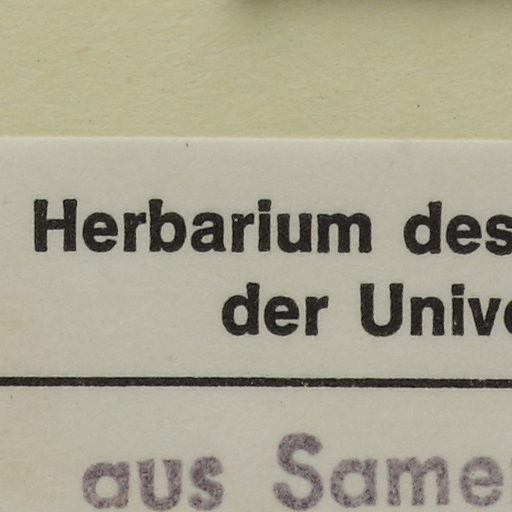 Herbarium des
der Unive
aus Samen